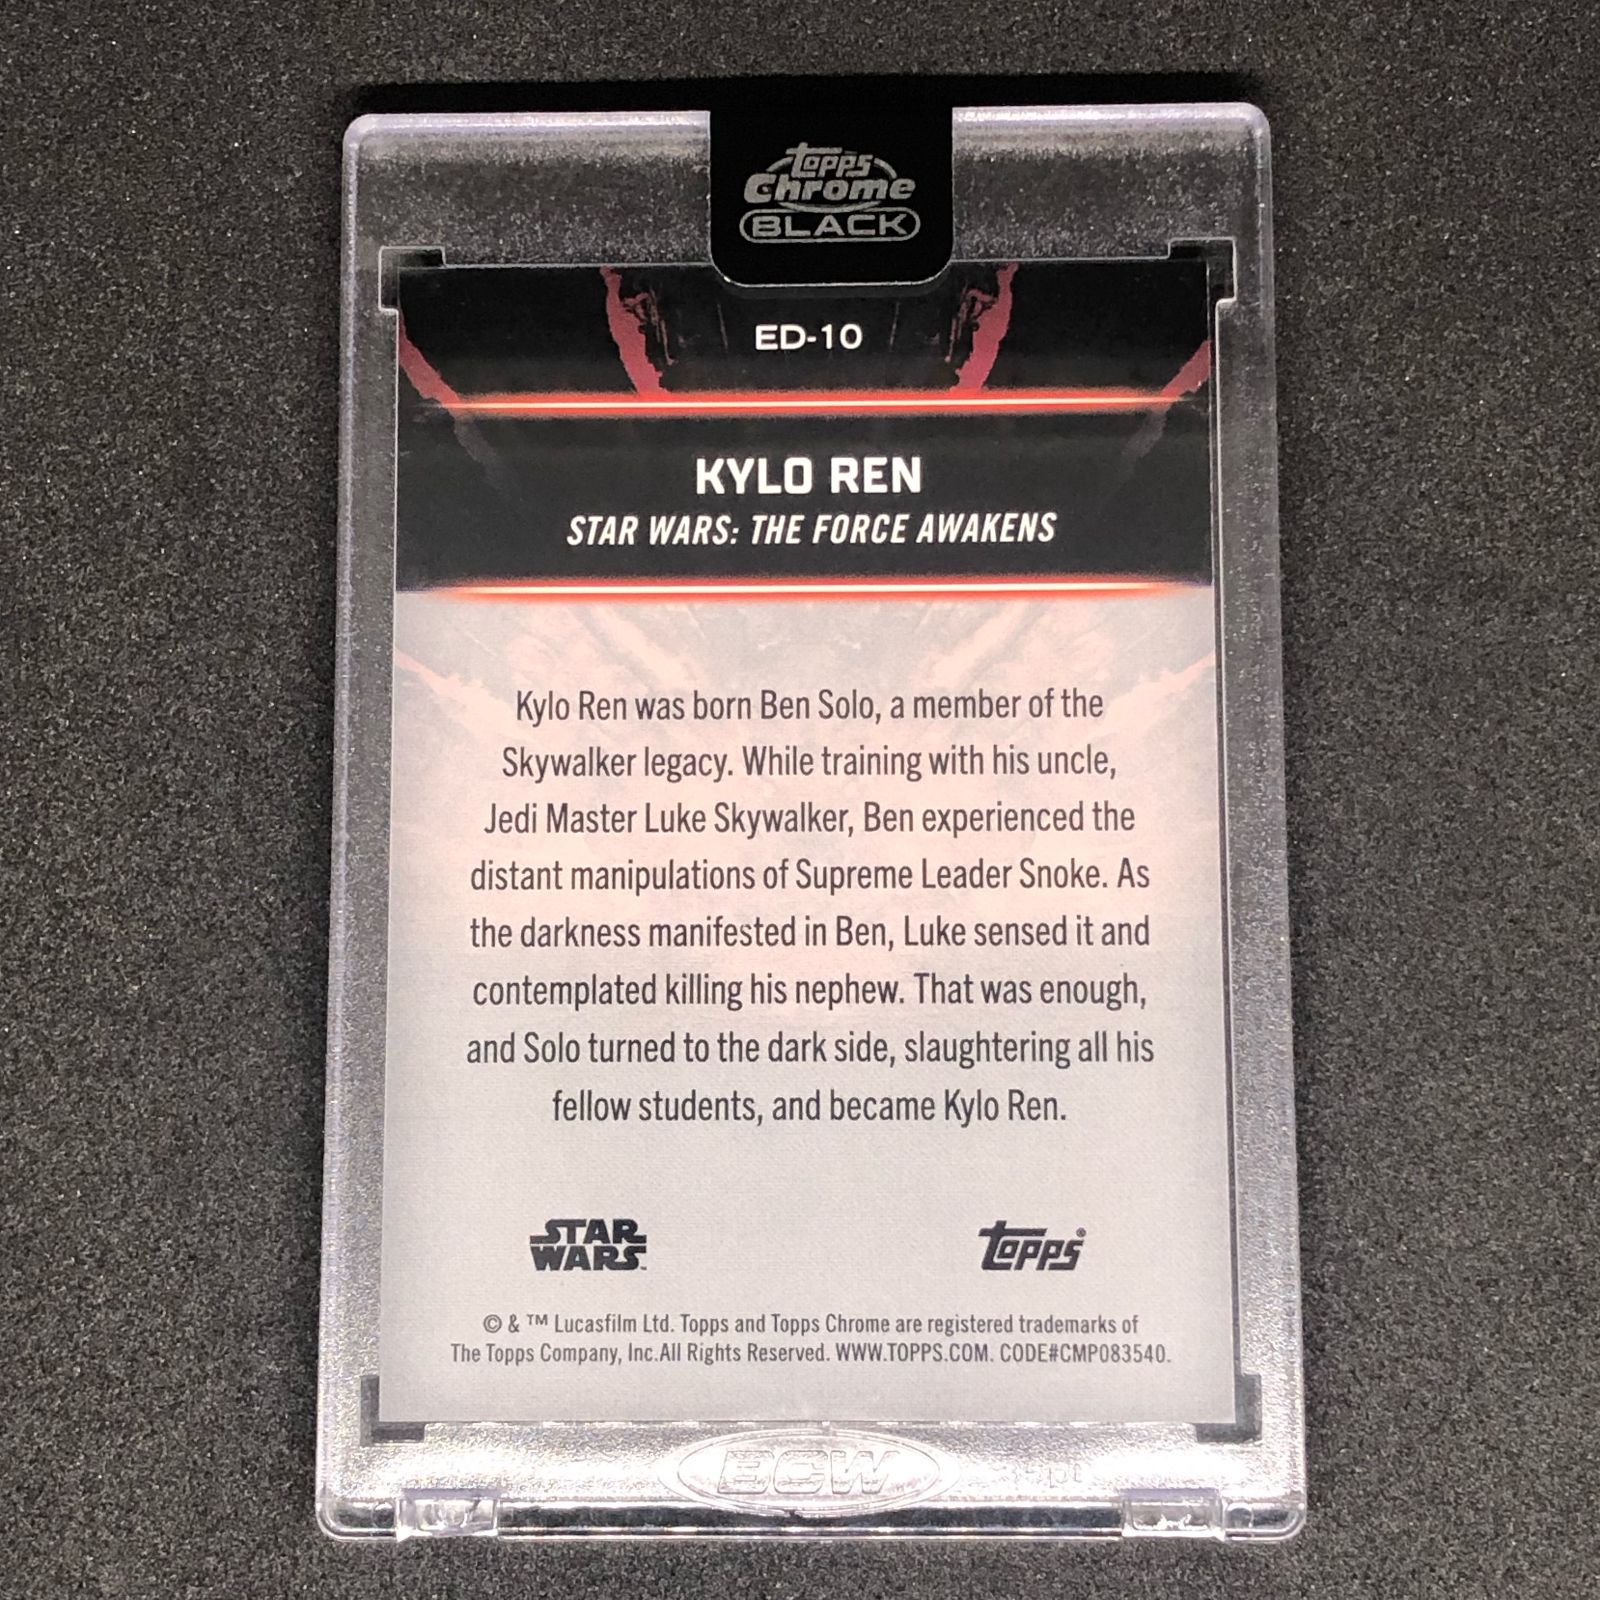 Topps
Chrome
BLACK
ED-10
KYLO REN
STAR WARS: THE FORCE AWAKENS
Kylo Ren was born Ben Solo, a member of the
Skywalker legacy. While training with his uncle,
Jedi Master Luke Skywalker, Ben experienced the
distant manipulations of Supreme Leader Snoke. As
the darkness manifested in Ben, Luke sensed it and
contemplated killing his nephew. That was enough,
and Solo turned to the dark side, slaughtering all his
fellow students, and became Kylo Ren.
STAR
WARS.
Topps®
© & ™ Lucasfilm Ltd. Topps and Topps Chrome are registered trademarks of
The Topps Company, Inc.All Rights Reserved. WWW.TOPPS.COM. CODE#CMP083540.
BCW